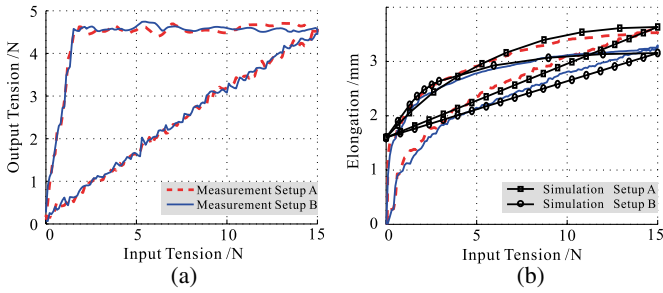 5
4
3
2
1
0
Output Tension /N
Measurement Setup A
Measurement Setup B
0
5
10
15
Input Tension /N
(a)
3
2
1
0
Elongation /mm
Simulation Setup A
Simulation Setup B
0
5
10
15
Input Tension /N
(b)